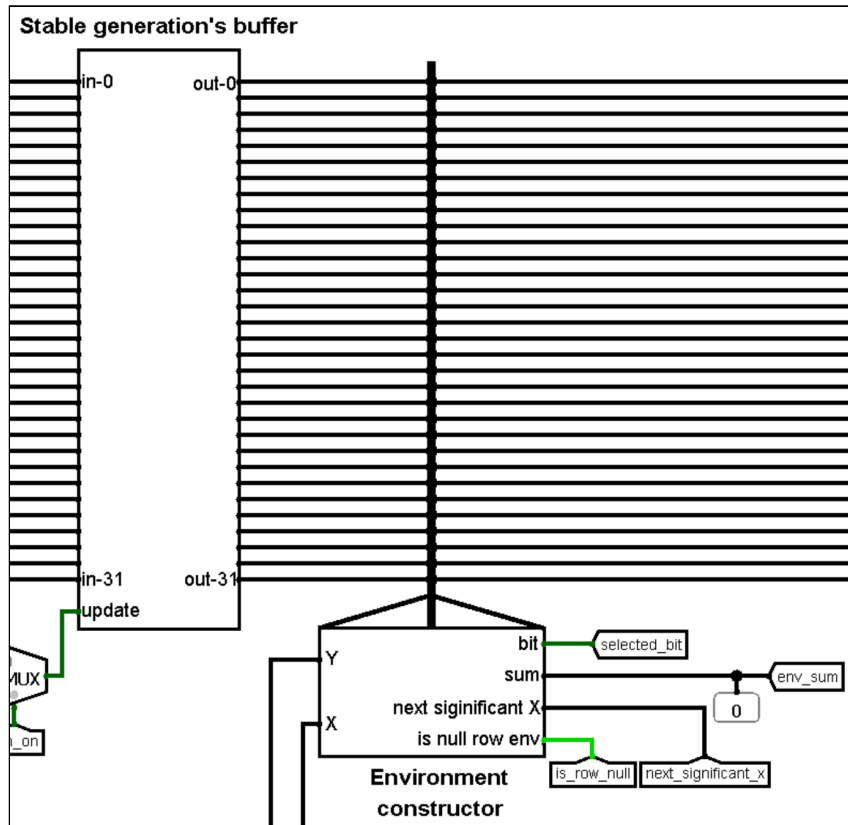 Stable generation's buffer
in-0
out-0
in-31
out-31
update
MUX
n_on
bit
selected_bit
Y
sum
env_sum
next siginificant X
0
X
is null row env
is_row_null
next_significant_x
Environment
constructor